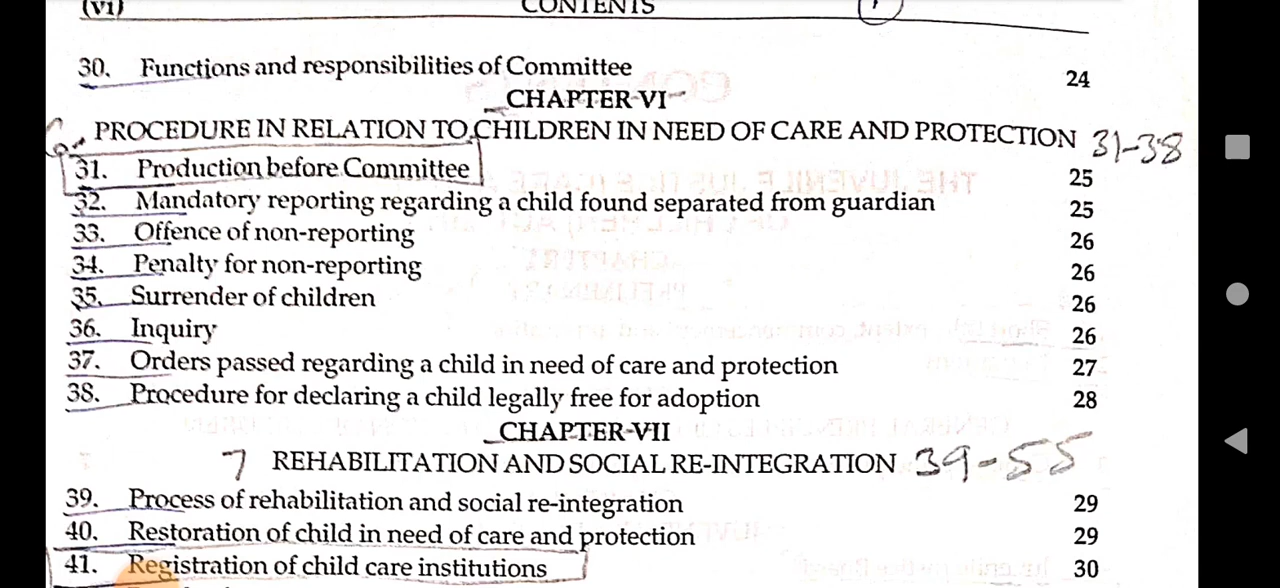 (vi) CONTENTS
30. Functions and responsibilities of Committee 24
CHAPTER-VI
PROCEDURE IN RELATION TO CHILDREN IN NEED OF CARE AND PROTECTION 31-38
31. Production before Committee 25
32. Mandatory reporting regarding a child found separated from guardian 25
33. Offence of non-reporting 26
34. Penalty for non-reporting 26
35. Surrender of children 26
36. Inquiry 26
37. Orders passed regarding a child in need of care and protection 27
38. Procedure for declaring a child legally free for adoption 28
CHAPTER-VII
7 REHABILITATION AND SOCIAL RE-INTEGRATION 39-55
39. Process of rehabilitation and social re-integration 29
40. Restoration of child in need of care and protection 29
41. Registration of child care institutions 30